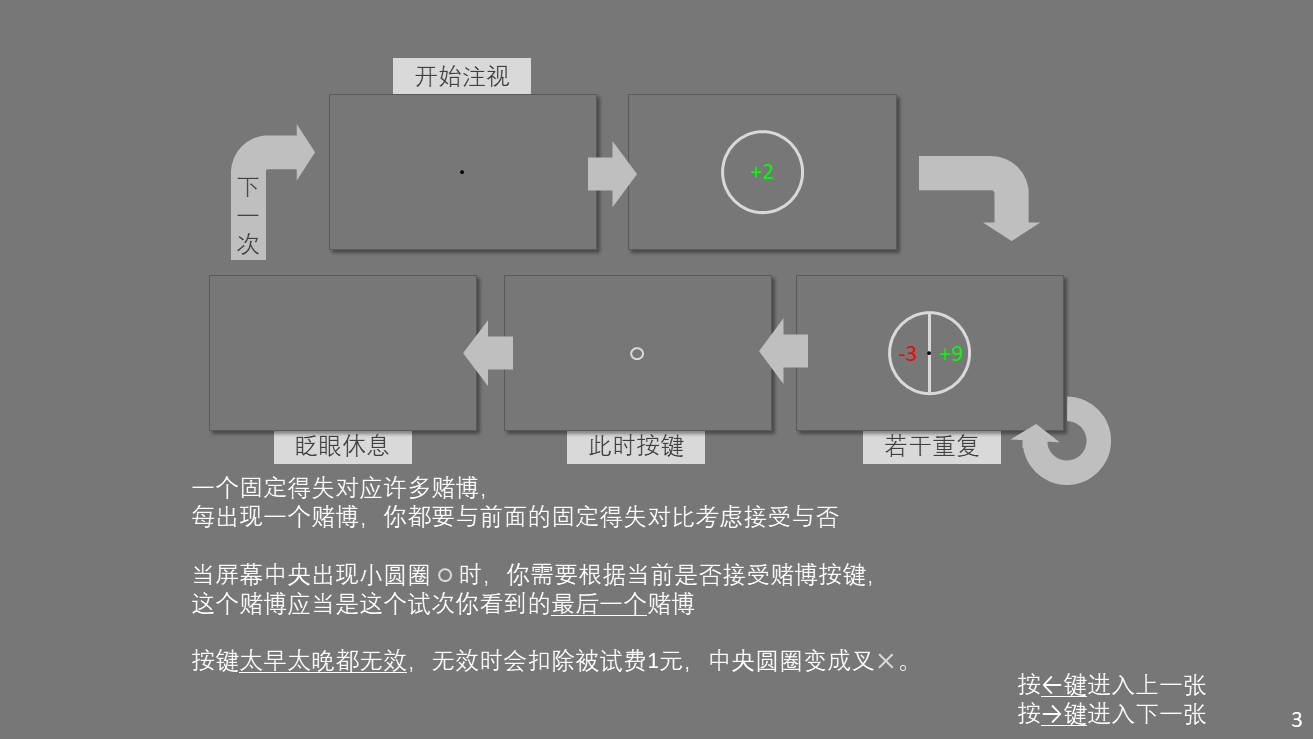 开始注视
+2
下一次
-3 +9
眨眼休息
此时按键
若干重复
一个固定得失对应许多赌博，
每出现一个赌博，你都要与前面的固定得失对比考虑接受与否
当屏幕中央出现小圆圈 ○ 时，你需要根据当前是否接受赌博按键，
这个赌博应当是这个试次你看到的最后一个赌博
按键太早太晚都无效，无效时会扣除被试费1元，中央圆圈变成叉×。
按←键进入上一张
按→键进入下一张
3